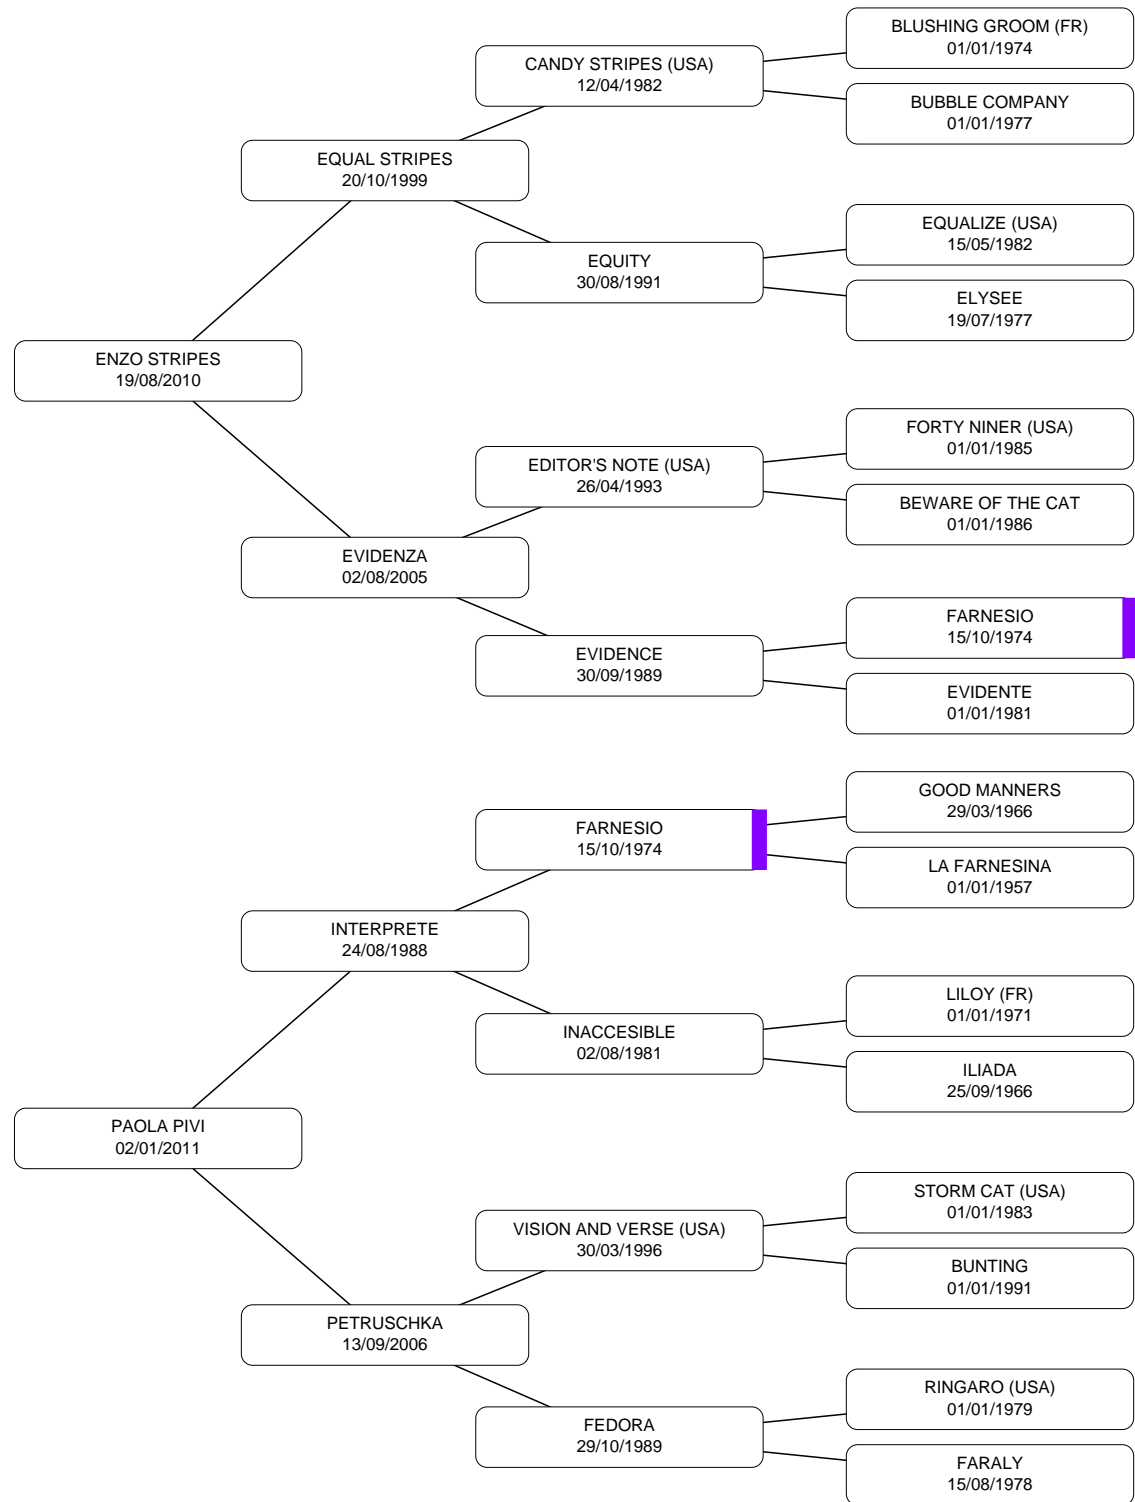 BLUSHING GROOM (FR)
01/01/1974
CANDY STRIPES (USA)
12/04/1982
BUBBLE COMPANY
01/01/1977
EQUAL STRIPES
20/10/1999
EQUALIZE (USA)
15/05/1982
EQUITY
30/08/1991
ELYSEE
19/07/1977
ENZO STRIPES
19/08/2010
FORTY NINER (USA)
01/01/1985
EDITOR'S NOTE (USA)
26/04/1993
BEWARE OF THE CAT
01/01/1986
EVIDENZA
02/08/2005
FARNESIO
15/10/1974
EVIDENCE
30/09/1989
EVIDENTE
01/01/1981
GOOD MANNERS
29/03/1966
FARNESIO
15/10/1974
LA FARNESINA
01/01/1957
INTERPRETE
24/08/1988
LILOY (FR)
01/01/1971
INACCESIBLE
02/08/1981
ILIADA
25/09/1966
PAOLA PIVI
02/01/2011
STORM CAT (USA)
01/01/1983
VISION AND VERSE (USA)
30/03/1996
BUNTING
01/01/1991
PETRUSCHKA
13/09/2006
RINGARO (USA)
01/01/1979
FEDORA
29/10/1989
FARALY
15/08/1978